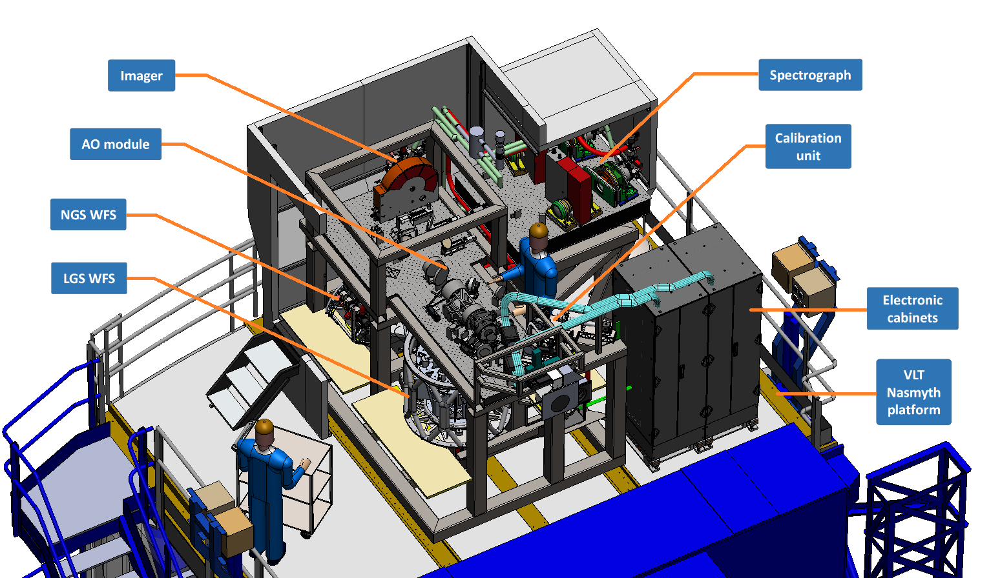 Imager
AO module
NGS WFS
LGS WFS
Spectrograph
Calibration
unit
Electronic
cabinets
VLT
Nasmyth
platform